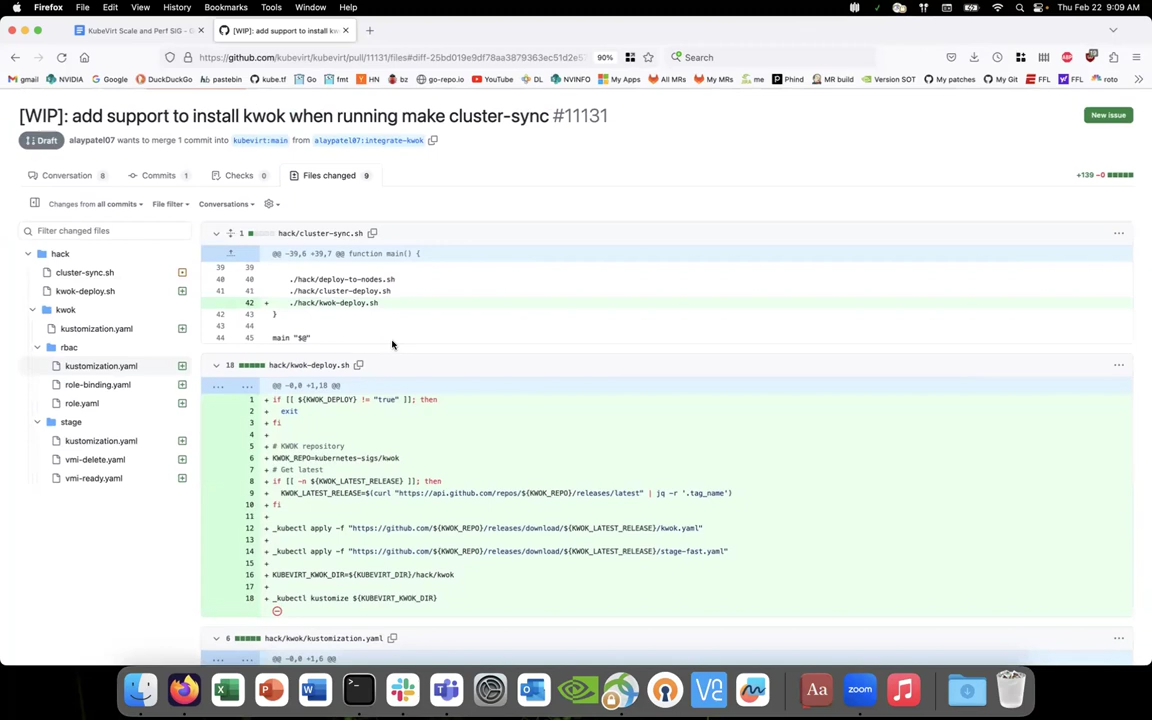 Firefox File Edit View History Bookmarks Tools Window Help
Thu Feb 22 9:09 AM
KubeVirt Scale and Perf SIG -
[WIP]: add support to install kw
https://github.com/kubevirt/kubevirt/pull/11131/files#diff-25bd019e9df78aa3879236ec
90%
Search
gmail NVIDIA Google DuckDuckGo pastebin kube.tf Go fmt HN bz go-repo.io YouTube DL NVINFO My Apps All MRs My MRs Phind MR build Version SOT My patches My Git FFL FFL roto
[WIP]: add support to install kwok when running make cluster-sync #11131
New issue
Draft alaypatel07 wants to merge 1 commit into kubevirt:main from alaypatel07:integrate-kwok
Conversation 8 Commits 1 Checks 0 Files changed 9
+139 −0
Changes from all commits File filter Conversations
Filter changed files
hack
cluster-sync.sh
kwok-deploy.sh
kwok
kustomization.yaml
rbac
kustomization.yaml
role-binding.yaml
role.yaml
stage
kustomization.yaml
vmi-delete.yaml
vmi-ready.yaml
1 hack/cluster-sync.sh
@@ -39,6 +39,7 @@ function main() {
39 39
40 40 ./hack/deploy-to-nodes.sh
41 41 ./hack/cluster-deploy.sh
42 + ./hack/kwok-deploy.sh
42 43 }
43 44
44 45 main "$@"
18 hack/kwok-deploy.sh
... ... @@ -0,0 +1,18 @@
1 + if [[ ${KWOK_DEPLOY} != "true" ]]; then
2 + exit
3 + fi
4 +
5 + # KWOK repository
6 + KWOK_REPO=kubernetes-sigs/kwok
7 + # Get latest
8 + if [[ -n ${KWOK_LATEST_RELEASE} ]]; then
9 + KWOK_LATEST_RELEASE=$(curl "https://api.github.com/repos/${KWOK_REPO}/releases/latest" | jq -r '.tag_name')
10 + fi
11 +
12 + _kubectl apply -f "https://github.com/${KWOK_REPO}/releases/download/${KWOK_LATEST_RELEASE}/kwok.yaml"
13 +
14 + _kubectl apply -f "https://github.com/${KWOK_REPO}/releases/download/${KWOK_LATEST_RELEASE}/stage-fast.yaml"
15 +
16 + KUBEVIRT_KWOK_DIR=${KUBEVIRT_DIR}/hack/kwok
17 +
18 + _kubectl kustomize ${KUBEVIRT_KWOK_DIR}
6 hack/kwok/kustomization.yaml
... ... @@ -0,0 +1,6 @@
Aa
zoom